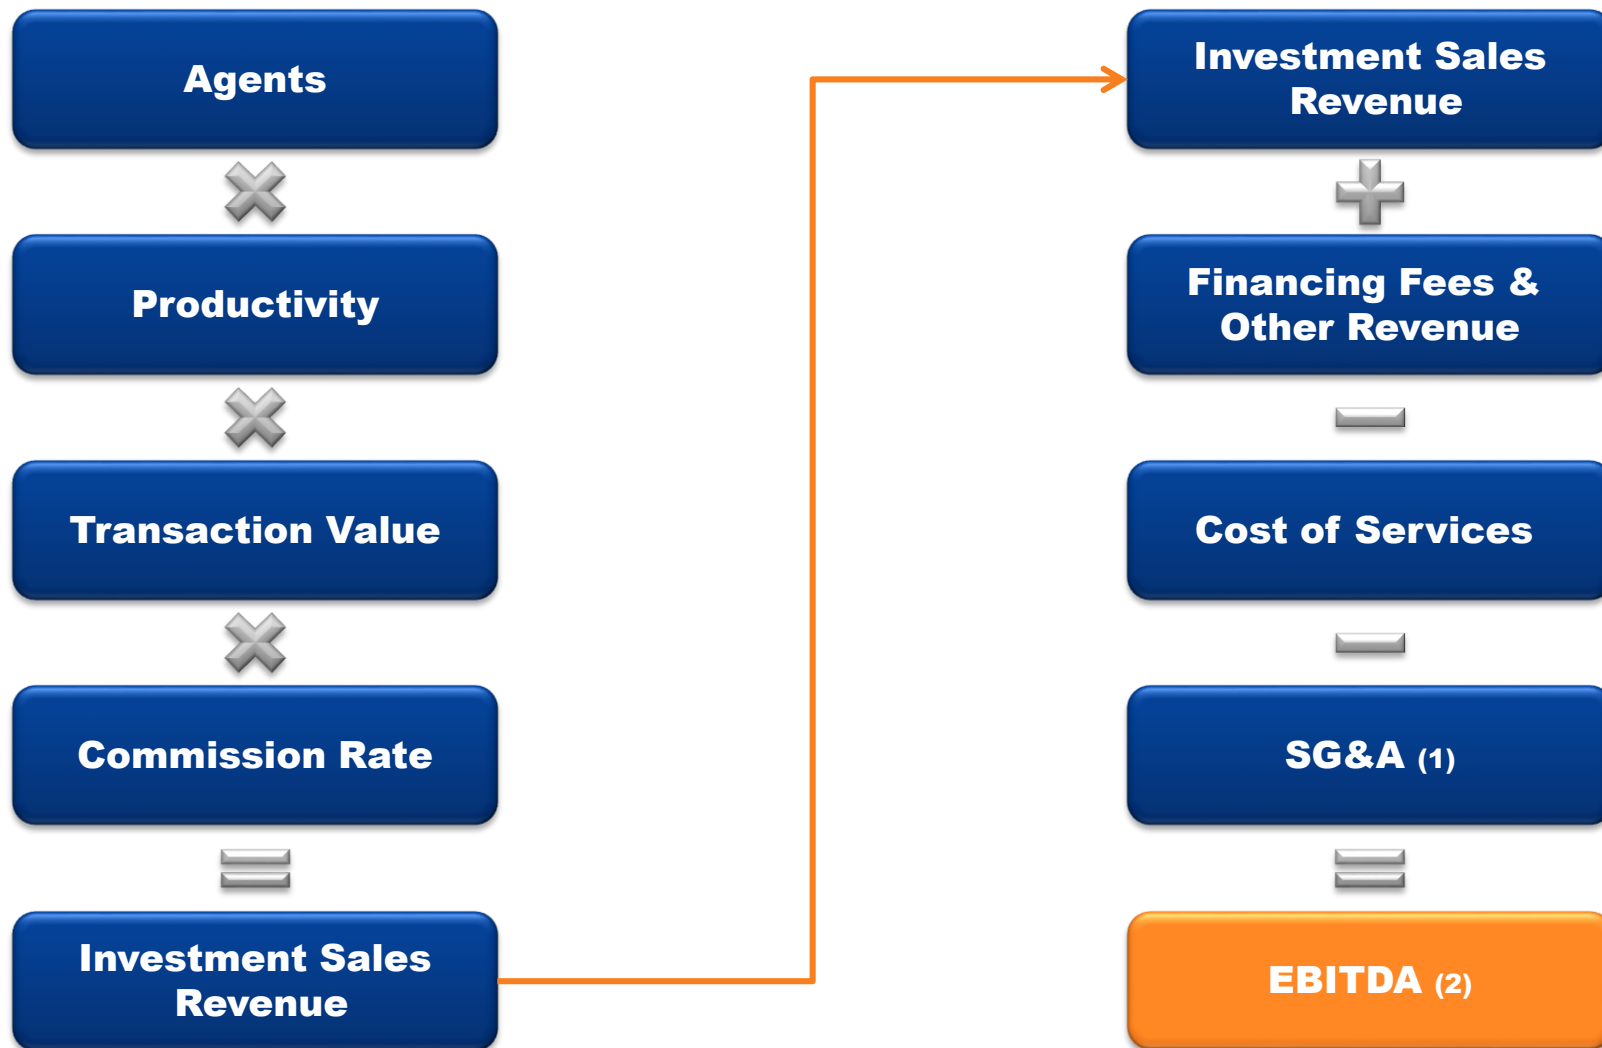 Agents
Productivity
Transaction Value
Commission Rate
Investment Sales
Revenue
Investment Sales
Revenue
Financing Fees &
Other Revenue
Cost of Services
SG&A (1)
EBITDA (2)